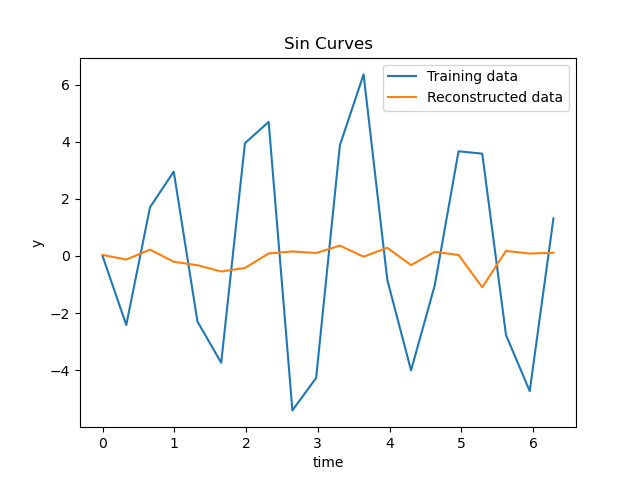 Sin Curves
Training data
Reconstructed data
y
6
4
2
0
−2
−4
0 1 2 3 4 5 6
time